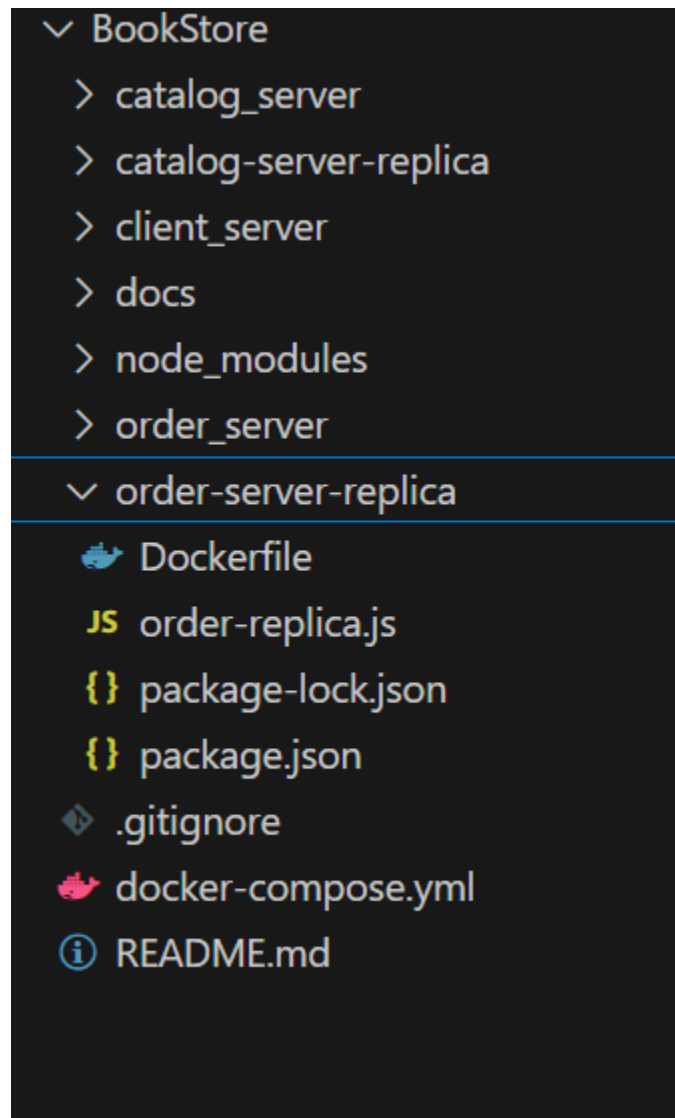 BookStore
catalog_server
catalog-server-replica
client_server
docs
node_modules
order_server
order-server-replica
Dockerfile
JS order-replica.js
{} package-lock.json
{} package.json
.gitignore
docker-compose.yml
README.md